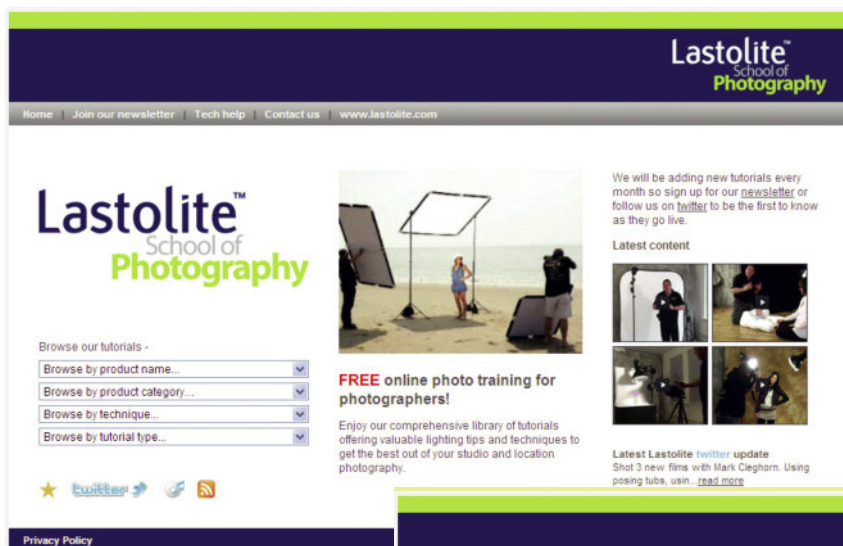 Lastolite™
School of
Photography
Home | Join our newsletter | Tech help | Contact us | www.lastolite.com
Lastolite™
School of
Photography
Browse our tutorials -
Browse by product name...
Browse by product category...
Browse by technique...
Browse by tutorial type...
twitter
FREE online photo training for
photographers!
Enjoy our comprehensive library of tutorials
offering valuable lighting tips and techniques to
get the best out of your studio and location
photography.
We will be adding new tutorials every
month so sign up for our newsletter or
follow us on twitter to be the first to know
as they go live.
Latest content
Latest Lastolite twitter update
Shot 3 new films with Mark Cleghorn. Using
posing tubs, usin...read more
Privacy Policy